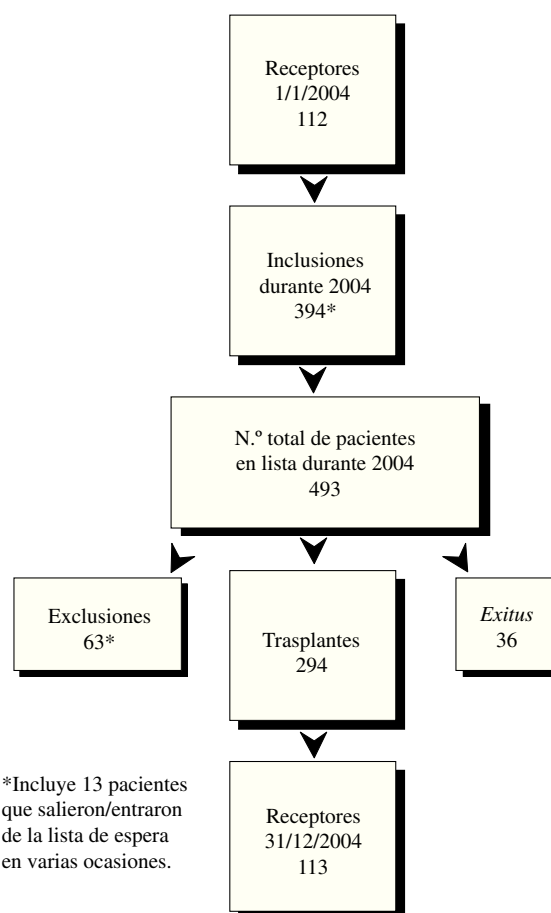 Receptores
1/1/2004
112
Inclusiones
durante 2004
394*
N.º total de pacientes
en lista durante 2004
493
Exclusiones
63*
Trasplantes
294
Exitus
36
*Incluye 13 pacientes
que salieron/entraron
de la lista de espera
en varias ocasiones.
Receptores
31/12/2004
113